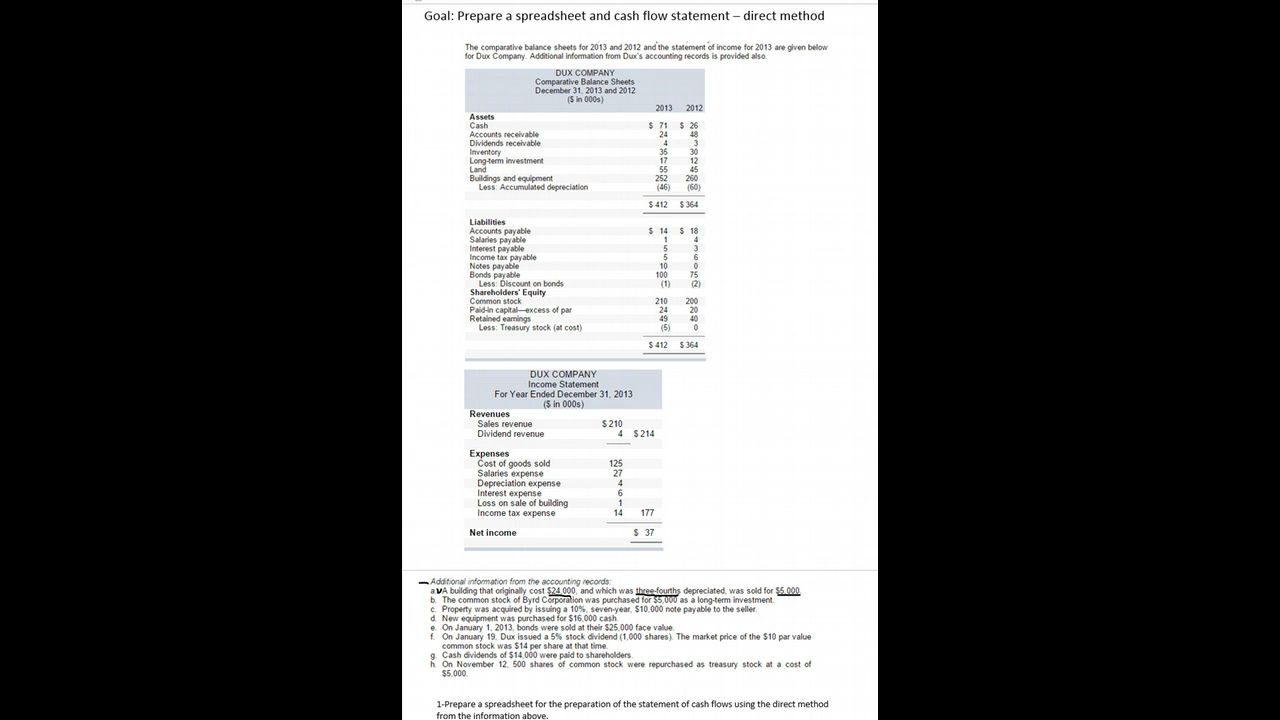 Goal: Prepare a spreadsheet and cash flow statement – direct method
The comparative balance sheets for 2013 and 2012 and the statement of income for 2013 are given below
for Dux Company. Additional information from Dux's accounting records is provided also.
DUX COMPANY
Comparative Balance Sheets
December 31, 2013 and 2012
($ in 000s)
2013 2012
Assets
Cash $ 71 $ 26
Accounts receivable 24 48
Dividends receivable 4 3
Inventory 35 30
Long-term investment 17 12
Land 55 45
Buildings and equipment 252 260
Less: Accumulated depreciation (46) (60)
$ 412 $ 364
Liabilities
Accounts payable $ 14 $ 18
Salaries payable 1 4
Interest payable 5 3
Income tax payable 5 6
Notes payable 10 0
Bonds payable 100 75
Less: Discount on bonds (1) (2)
Shareholders' Equity
Common stock 210 200
Paid-in capital—excess of par 24 20
Retained earnings 49 40
Less: Treasury stock (at cost) (5) 0
$ 412 $ 364
DUX COMPANY
Income Statement
For Year Ended December 31, 2013
($ in 000s)
Revenues
Sales revenue $ 210
Dividend revenue 4 $ 214
Expenses
Cost of goods sold 125
Salaries expense 27
Depreciation expense 4
Interest expense 6
Loss on sale of building 1
Income tax expense 14 177
Net income $ 37
Additional information from the accounting records:
a. A building that originally cost $24,000, and which was three-fourths depreciated, was sold for $5,000.
b. The common stock of Byrd Corporation was purchased for $5,000 as a long-term investment.
c. Property was acquired by issuing a 10%, seven-year, $10,000 note payable to the seller.
d. New equipment was purchased for $16,000 cash.
e. On January 1, 2013, bonds were sold at their $25,000 face value.
f. On January 19, Dux issued a 5% stock dividend (1,000 shares). The market price of the $10 par value
common stock was $14 per share at that time.
g. Cash dividends of $14,000 were paid to shareholders.
h. On November 12, 500 shares of common stock were repurchased as treasury stock at a cost of
$5,000.
1-Prepare a spreadsheet for the preparation of the statement of cash flows using the direct method
from the information above.